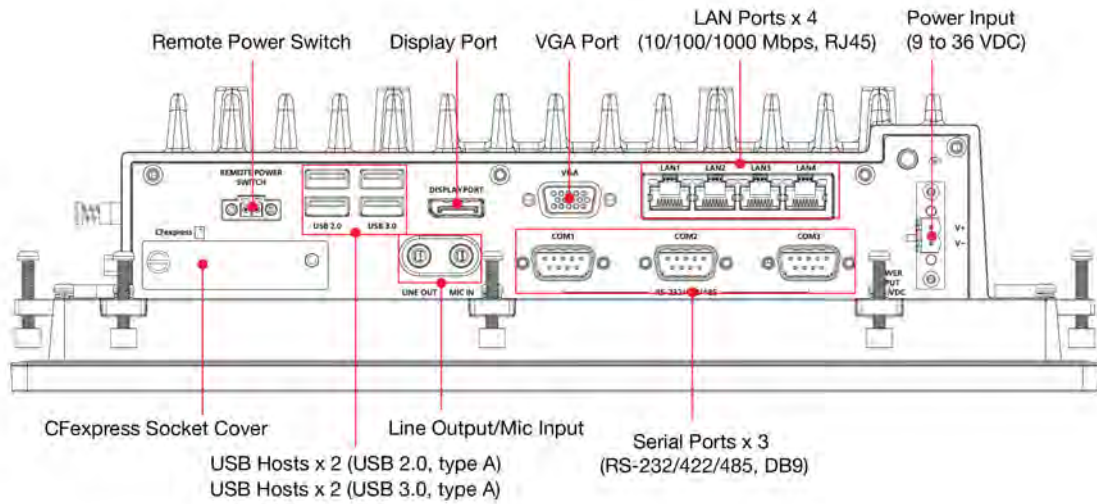 LAN Ports x 4
(10/100/1000 Mbps, RJ45)
Power Input
(9 to 36 VDC)
Remote Power Switch
Display Port
VGA Port
REMOTE POWER
SWITCH
DISPLAYPORT
VGA
LAN1
LAN2
LAN3
LAN4
USB 2.0
USB 3.0
CFexpress
COM1
COM2
COM3
V+
V-
LINE OUT
MIC IN
CFexpress Socket Cover
Line Output/Mic Input
Serial Ports x 3
(RS-232/422/485, DB9)
USB Hosts x 2 (USB 2.0, type A)
USB Hosts x 2 (USB 3.0, type A)